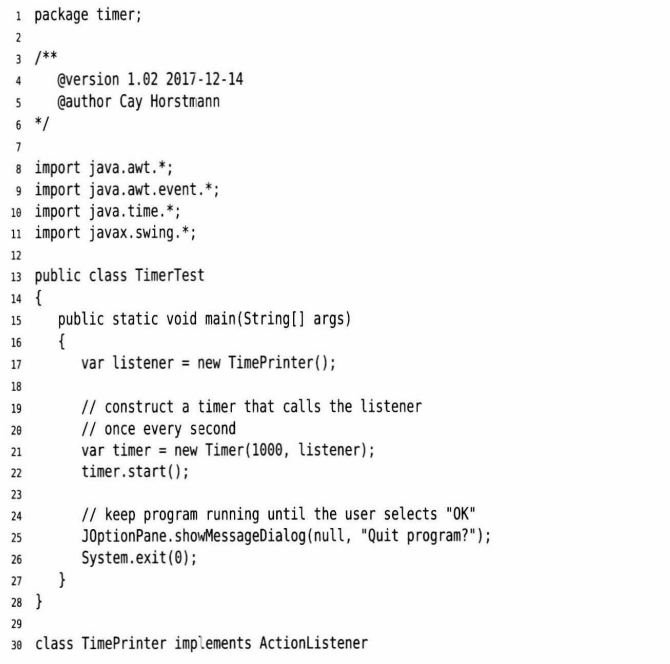 1 package timer;
2
3 /**
4    @version 1.02 2017-12-14
5    @author Cay Horstmann
6 */
7
8 import java.awt.*;
9 import java.awt.event.*;
10 import java.time.*;
11 import javax.swing.*;
12
13 public class TimerTest
14 {
15    public static void main(String[] args)
16    {
17       var listener = new TimePrinter();
18
19       // construct a timer that calls the listener
20       // once every second
21       var timer = new Timer(1000, listener);
22       timer.start();
23
24       // keep program running until the user selects "OK"
25       JOptionPane.showMessageDialog(null, "Quit program?");
26       System.exit(0);
27    }
28 }
29
30 class TimePrinter implements ActionListener